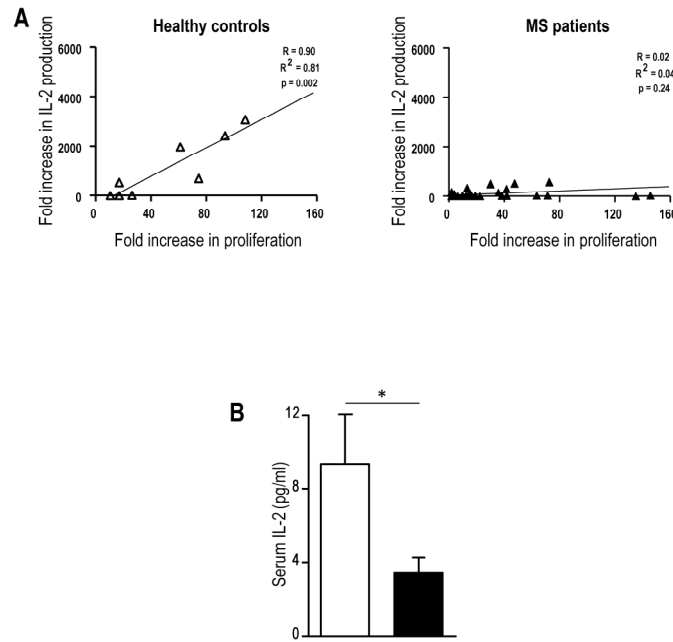 A
Healthy controls
Fold increase in IL-2 production
6000
4000
2000
0
R = 0.90
R² = 0.81
p = 0.002
0 40 80 120 160
Fold increase in proliferation
MS patients
Fold increase in IL-2 production
6000
4000
2000
0
R = 0.02
R² = 0.04
p = 0.24
0 40 80 120 160
Fold increase in proliferation
B
*
Serum IL-2 (pg/ml)
12
8
4
0